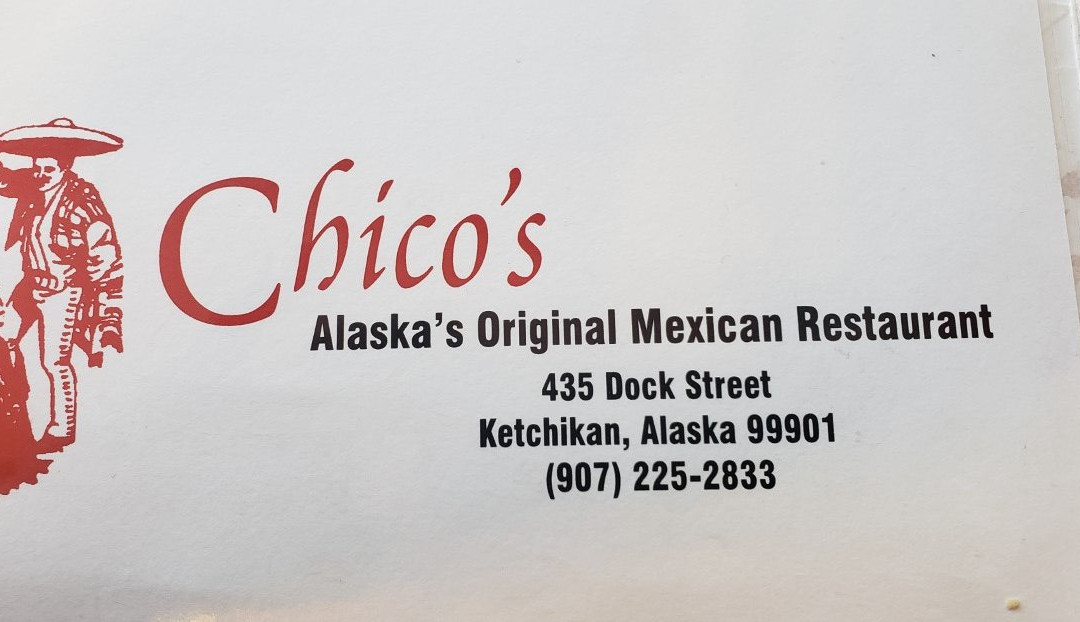 Chico's
Alaska's Original Mexican Restaurant
435 Dock Street
Ketchikan, Alaska 99901
(907) 225-2833